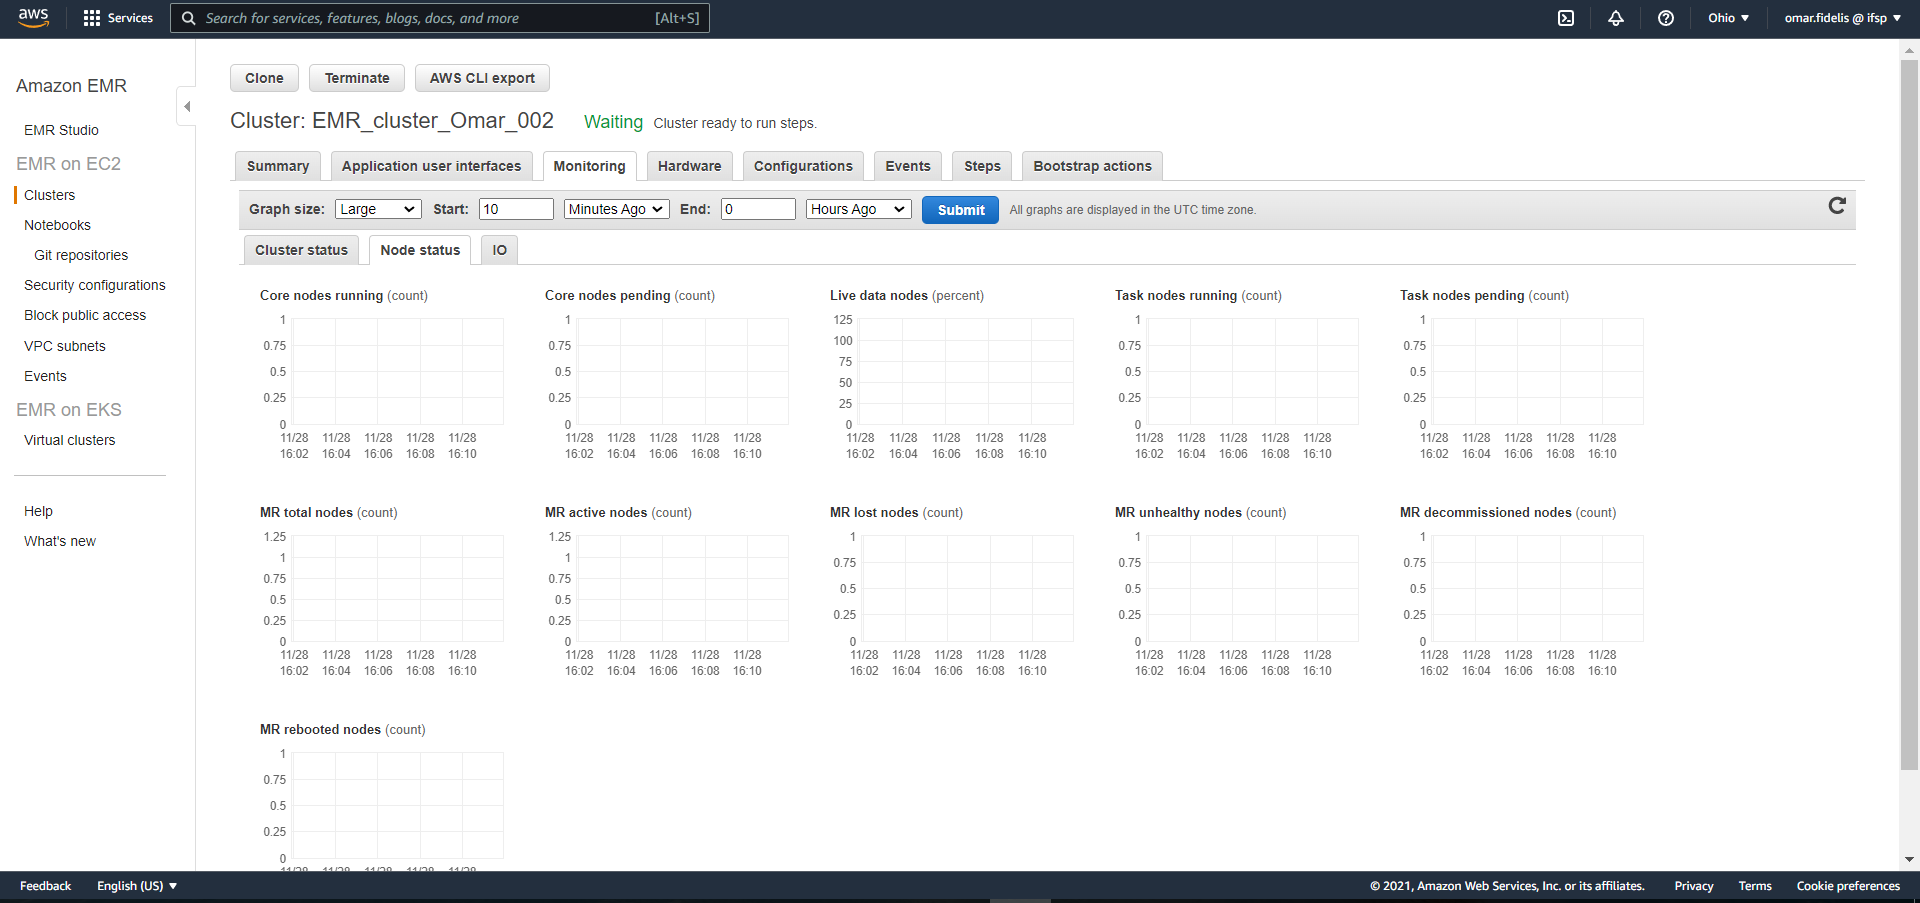 aws Services Search for services, features, blogs, docs, and more [Alt+S] Ohio ▼ omar.fidelis @ ifsp ▼
Amazon EMR
EMR Studio
EMR on EC2
Clusters
Notebooks
Git repositories
Security configurations
Block public access
VPC subnets
Events
EMR on EKS
Virtual clusters
Help
What's new
Clone Terminate AWS CLI export
Cluster: EMR_cluster_Omar_002 Waiting Cluster ready to run steps.
Summary Application user interfaces Monitoring Hardware Configurations Events Steps Bootstrap actions
Graph size: Large Start: 10 Minutes Ago End: 0 Hours Ago Submit All graphs are displayed in the UTC time zone.
Cluster status Node status IO
Core nodes running (count)
1
0.75
0.5
0.25
0
11/28 11/28 11/28 11/28 11/28
16:02 16:04 16:06 16:08 16:10
Core nodes pending (count)
1
0.75
0.5
0.25
0
11/28 11/28 11/28 11/28 11/28
16:02 16:04 16:06 16:08 16:10
Live data nodes (percent)
125
100
75
50
25
0
11/28 11/28 11/28 11/28 11/28
16:02 16:04 16:06 16:08 16:10
Task nodes running (count)
1
0.75
0.5
0.25
0
11/28 11/28 11/28 11/28 11/28
16:02 16:04 16:06 16:08 16:10
Task nodes pending (count)
1
0.75
0.5
0.25
0
11/28 11/28 11/28 11/28 11/28
16:02 16:04 16:06 16:08 16:10
MR total nodes (count)
1.25
1
0.75
0.5
0.25
0
11/28 11/28 11/28 11/28 11/28
16:02 16:04 16:06 16:08 16:10
MR active nodes (count)
1.25
1
0.75
0.5
0.25
0
11/28 11/28 11/28 11/28 11/28
16:02 16:04 16:06 16:08 16:10
MR lost nodes (count)
1
0.75
0.5
0.25
0
11/28 11/28 11/28 11/28 11/28
16:02 16:04 16:06 16:08 16:10
MR unhealthy nodes (count)
1
0.75
0.5
0.25
0
11/28 11/28 11/28 11/28 11/28
16:02 16:04 16:06 16:08 16:10
MR decommissioned nodes (count)
1
0.75
0.5
0.25
0
11/28 11/28 11/28 11/28 11/28
16:02 16:04 16:06 16:08 16:10
MR rebooted nodes (count)
1
0.75
0.5
0.25
0
Feedback English (US) ▼ © 2021, Amazon Web Services, Inc. or its affiliates. Privacy Terms Cookie preferences